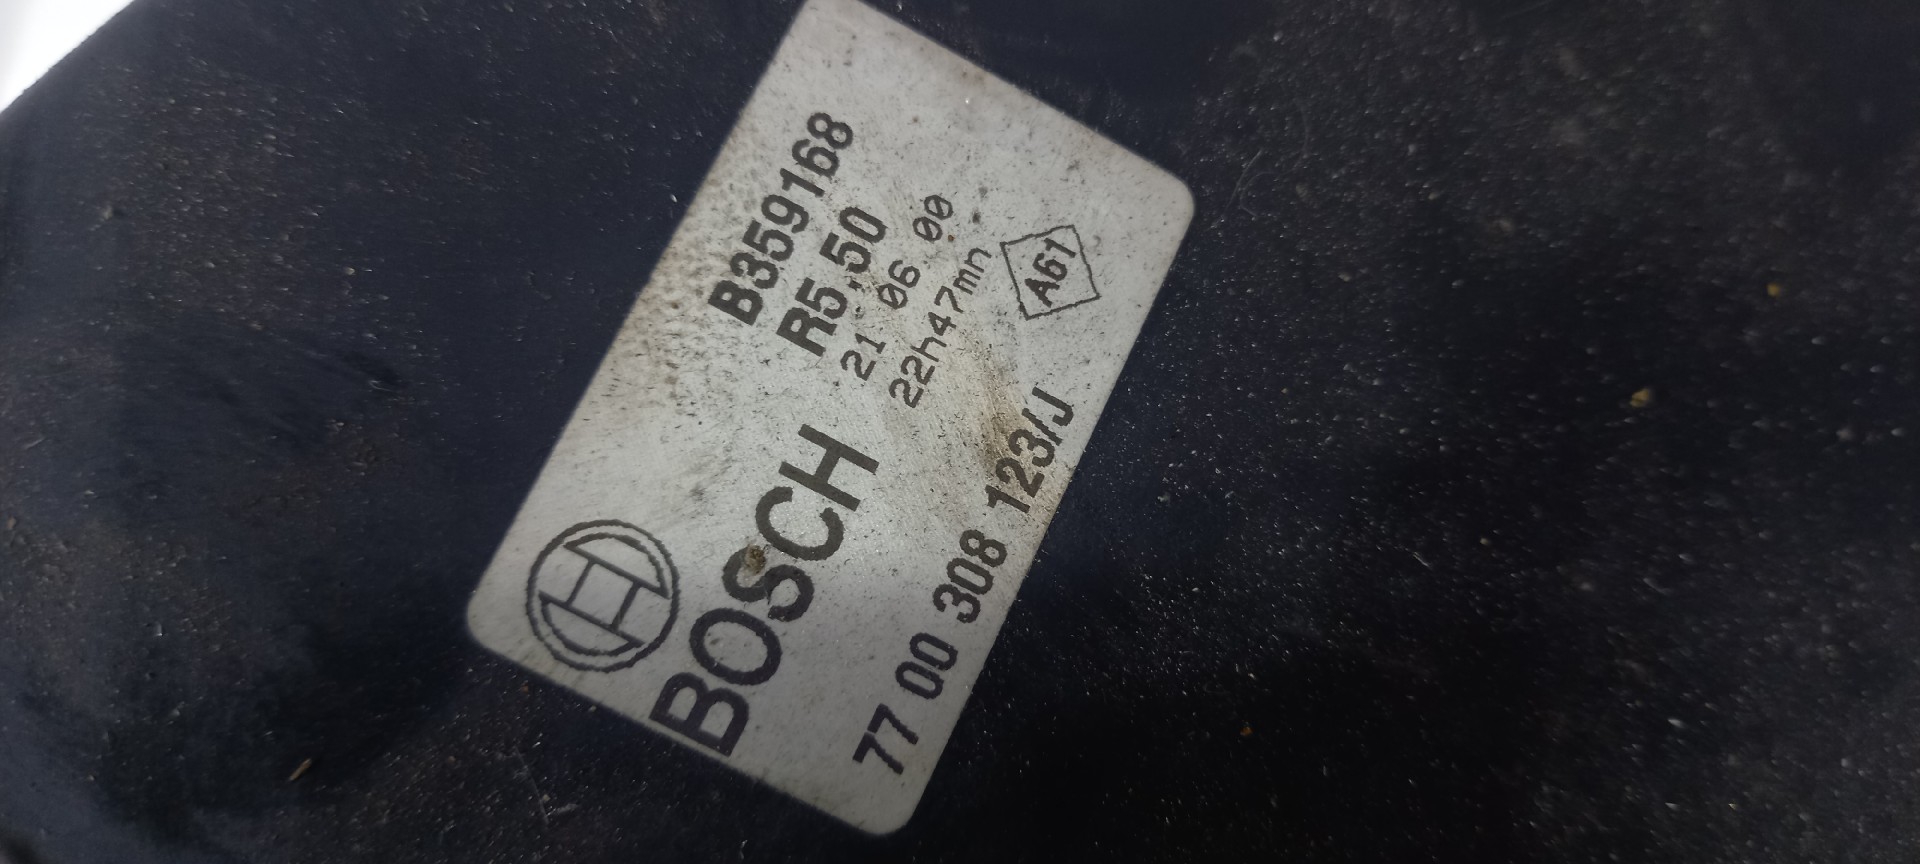 B359168
R5,50
21 06 00
22h47mn
A61
BOSCH
77 00 308 123/J